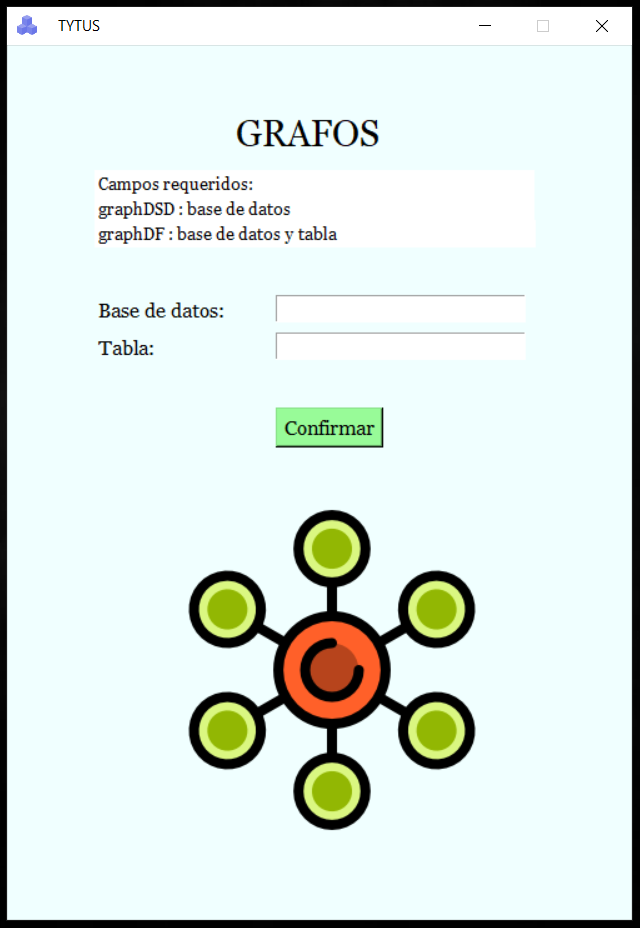 TYTUS
GRAFOS
Campos requeridos:
graphDSD : base de datos
graphDF : base de datos y tabla
Base de datos:
Tabla:
Confirmar